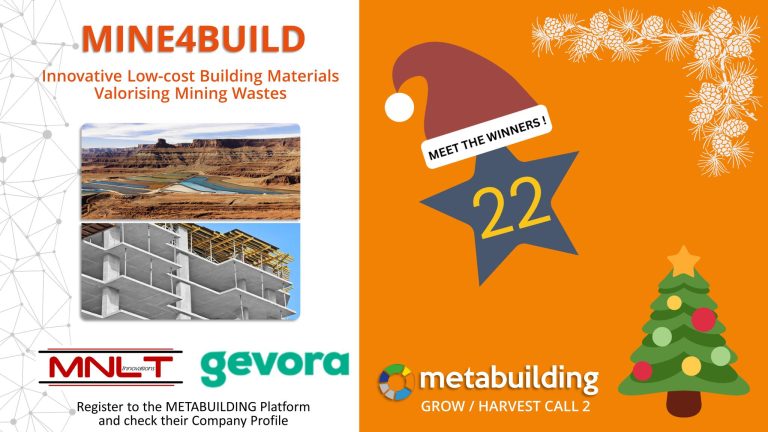 MINE4BUILD
Innovative Low-cost Building Materials
Valorising Mining Wastes
MNLT
Innovations
gevora
Register to the METABUILDING Platform
and check their Company Profile
MEET THE WINNERS !
22
metabuilding
GROW / HARVEST CALL 2